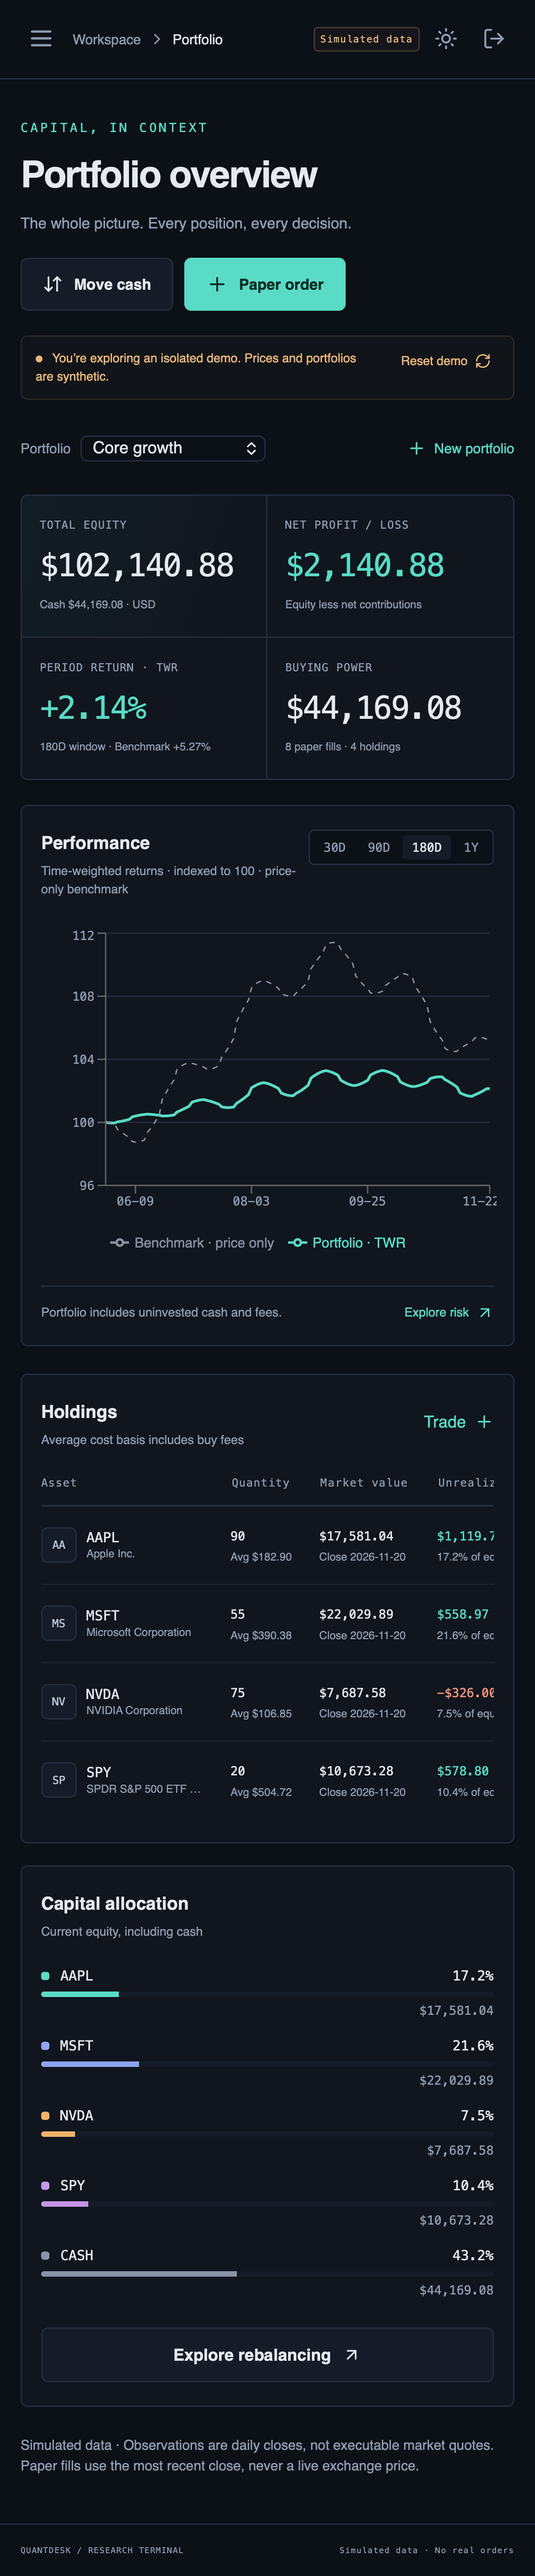 Workspace > Portfolio
Simulated data
CAPITAL, IN CONTEXT
Portfolio overview
The whole picture. Every position, every decision.
Move cash
+ Paper order
You’re exploring an isolated demo. Prices and portfolios
are synthetic.
Reset demo
Portfolio
Core growth
+ New portfolio
TOTAL EQUITY
$102,140.88
Cash $44,169.08 · USD
NET PROFIT / LOSS
$2,140.88
Equity less net contributions
PERIOD RETURN · TWR
+2.14%
180D window · Benchmark +5.27%
BUYING POWER
$44,169.08
8 paper fills · 4 holdings
Performance
Time-weighted returns · indexed to 100 · price-
only benchmark
30D 90D 180D 1Y
112
108
104
100
96
06-09 08-03 09-25 11-22
Benchmark · price only
Portfolio · TWR
Portfolio includes uninvested cash and fees.
Explore risk
Holdings
Average cost basis includes buy fees
Trade +
Asset Quantity Market value Unrealiz
AA
AAPL
Apple Inc.
90
Avg $182.90
$17,581.04
Close 2026-11-20
$1,119.7
17.2% of eq
MS
MSFT
Microsoft Corporation
55
Avg $390.38
$22,029.89
Close 2026-11-20
$558.97
21.6% of eq
NV
NVDA
NVIDIA Corporation
75
Avg $106.85
$7,687.58
Close 2026-11-20
−$326.00
7.5% of equ
SP
SPY
SPDR S&P 500 ETF ...
20
Avg $504.72
$10,673.28
Close 2026-11-20
$578.80
10.4% of eq
Capital allocation
Current equity, including cash
AAPL 17.2%
$17,581.04
MSFT 21.6%
$22,029.89
NVDA 7.5%
$7,687.58
SPY 10.4%
$10,673.28
CASH 43.2%
$44,169.08
Explore rebalancing
Simulated data · Observations are daily closes, not executable market quotes.
Paper fills use the most recent close, never a live exchange price.
QUANTDESK / RESEARCH TERMINAL
Simulated data · No real orders